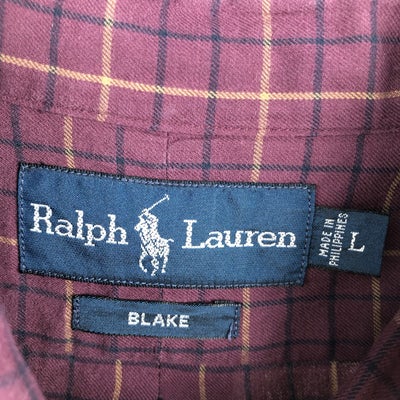 Ralph Lauren
MADE IN
PHILIPPINES
L
BLAKE